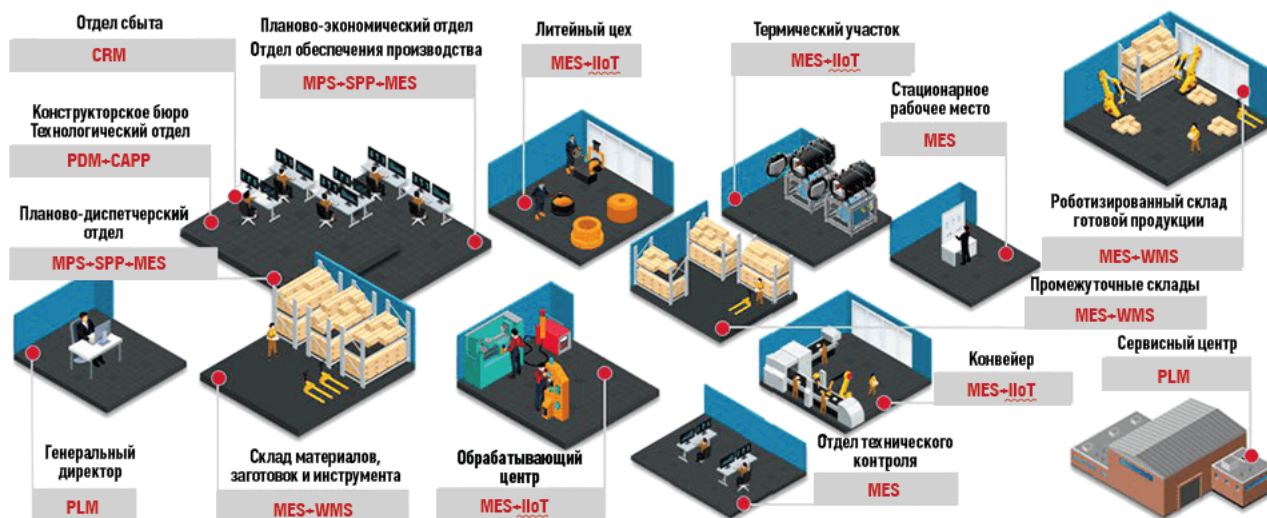 Отдел сбыта
CRM
Конструкторское бюро
Технологический отдел
PDM+CAPP
Планово-диспетчерский
отдел
MPS+SPP+MES
Планово-экономический отдел
Отдел обеспечения производства
MPS+SPP+MES
Литейный цех
MES+IIoT
Термический участок
MES+IIoT
Стационарное
рабочее место
MES
Роботизированный склад
готовой продукции
MES+WMS
Промежуточные склады
MES+WMS
Конвейер
MES+IIoT
Сервисный центр
PLM
Генеральный
директор
PLM
Склад материалов,
заготовок и инструмента
MES+WMS
Обрабатывающий
центр
MES+IIoT
Отдел технического
контроля
MES